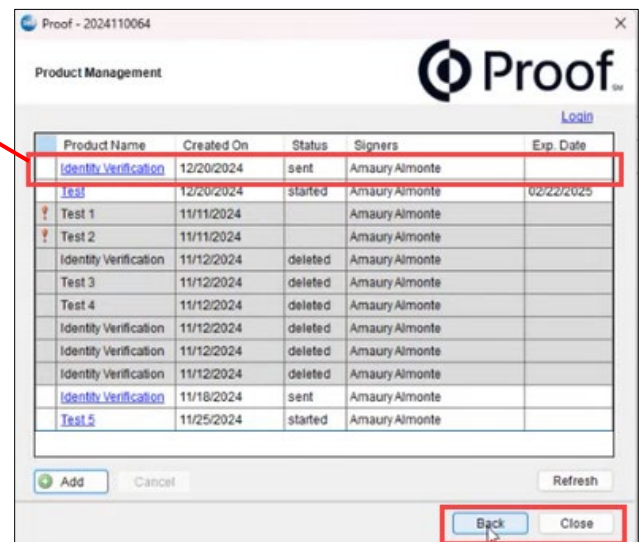 Proof - 2024110064
Product Management
Proof SM
Login
Product Name Created On Status Signers Exp. Date
Identity Verification 12/20/2024 sent Amaury Almonte
Test 12/20/2024 started Amaury Almonte 02/22/2025
Test 1 11/11/2024 Amaury Almonte
Test 2 11/11/2024 Amaury Almonte
Identity Verification 11/12/2024 deleted Amaury Almonte
Test 3 11/12/2024 deleted Amaury Almonte
Test 4 11/12/2024 deleted Amaury Almonte
Identity Verification 11/12/2024 deleted Amaury Almonte
Identity Verification 11/12/2024 deleted Amaury Almonte
Identity Verification 11/12/2024 deleted Amaury Almonte
Identity Verification 11/18/2024 sent Amaury Almonte
Test 5 11/25/2024 started Amaury Almonte
Add Cancel Refresh
Back Close